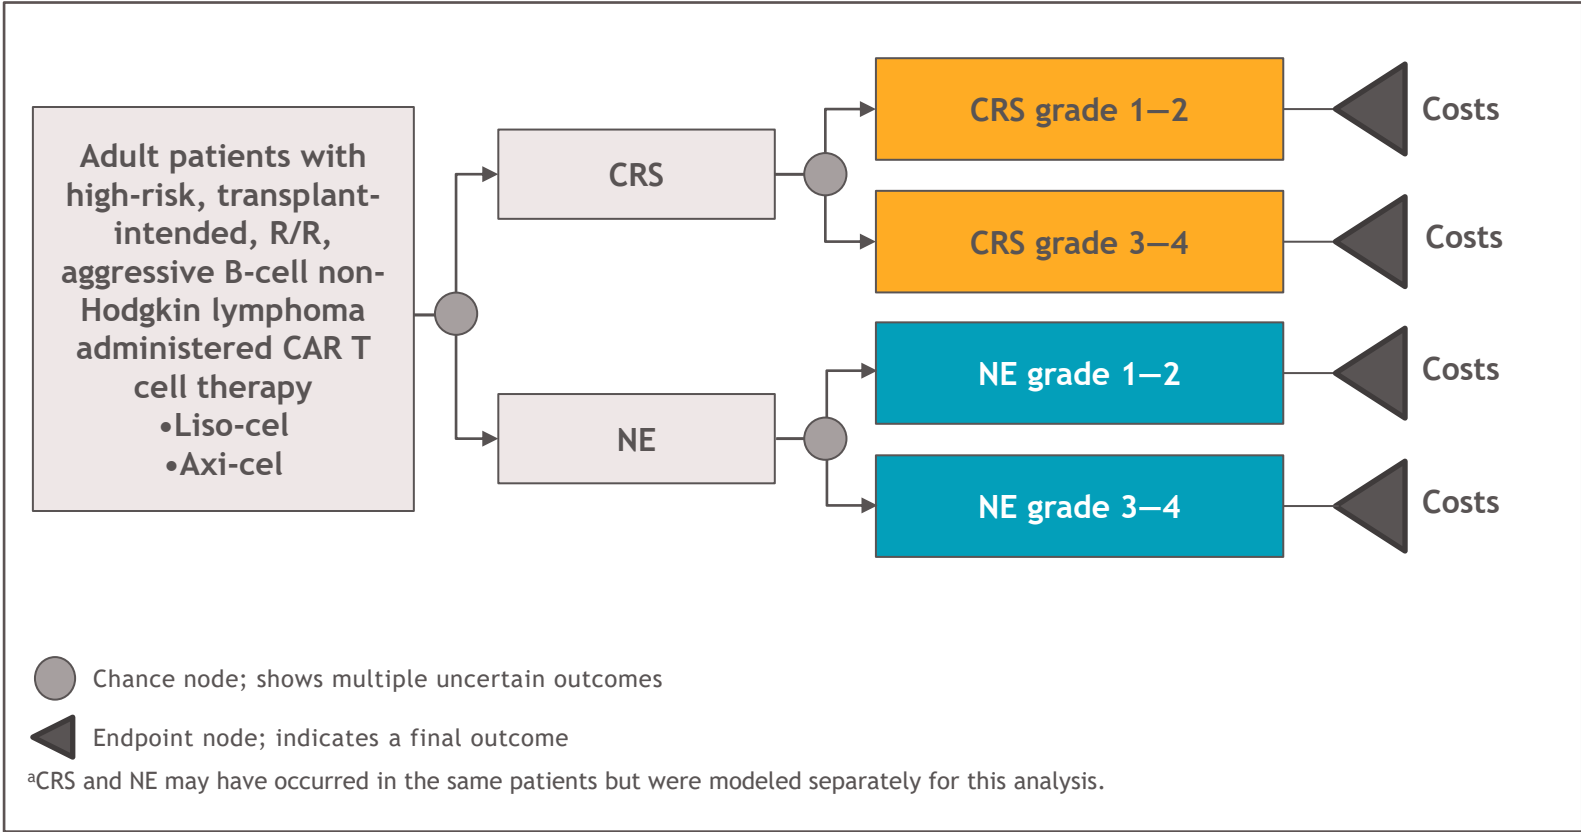 Adult patients with
high-risk, transplant-
intended, R/R,
aggressive B-cell non-
Hodgkin lymphoma
administered CAR T
cell therapy
•Liso-cel
•Axi-cel
CRS
NE
CRS grade 1—2
Costs
CRS grade 3—4
Costs
NE grade 1—2
Costs
NE grade 3—4
Costs
Chance node; shows multiple uncertain outcomes
Endpoint node; indicates a final outcome
ᵃCRS and NE may have occurred in the same patients but were modeled separately for this analysis.